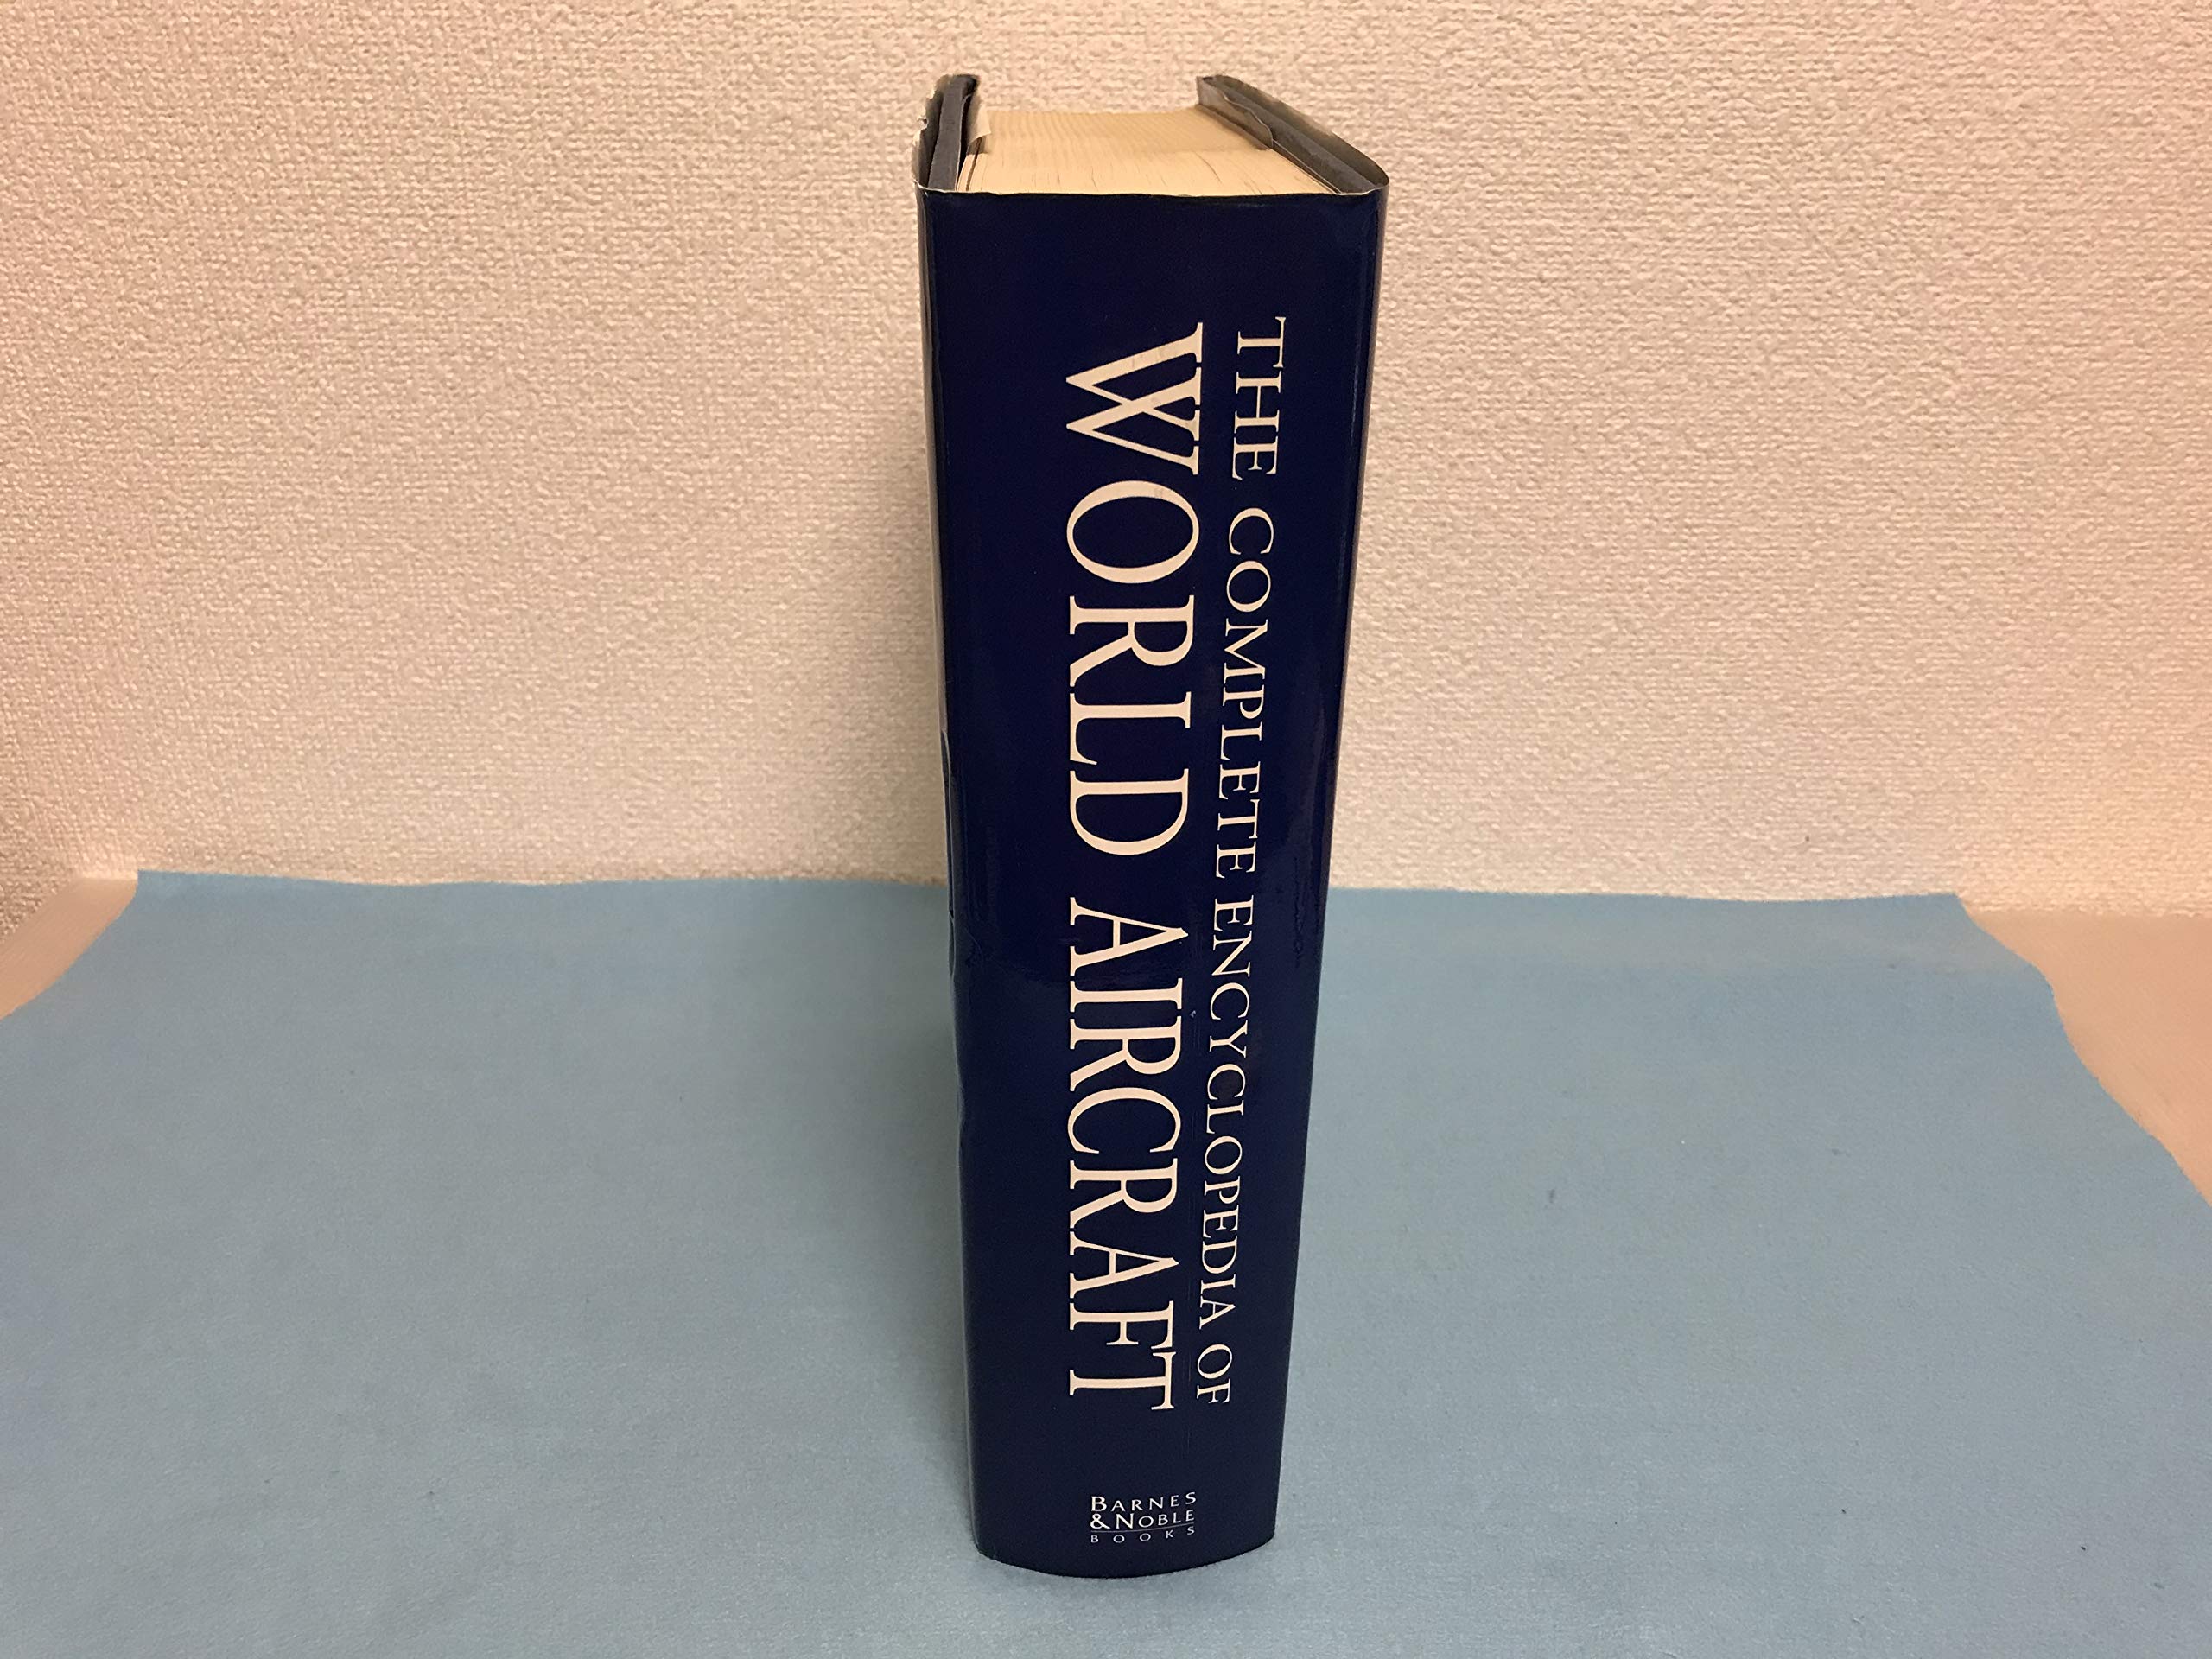 THE COMPLETE ENCYCLOPEDIA OF
WORLD AIRCRAFT
BARNES
&NOBLE
BOOKS